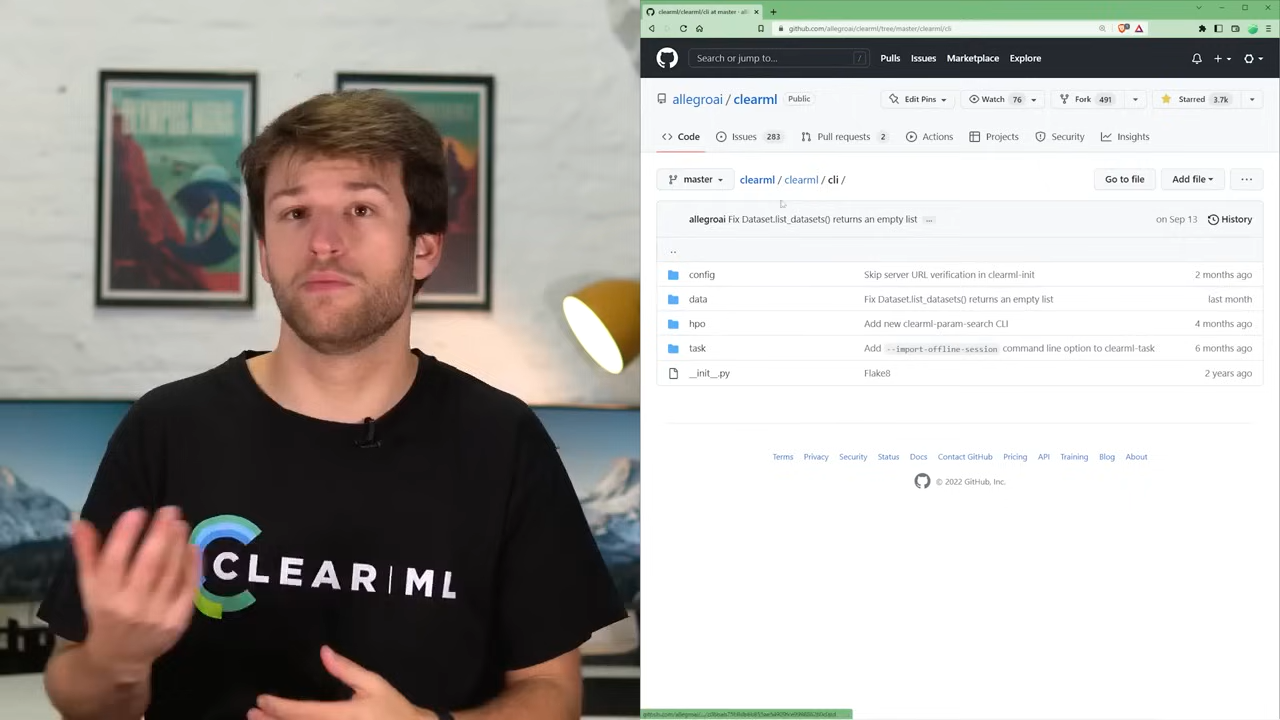 CLEAR|ML
clearml/clearml/cli at master · al
github.com/allegroai/clearml/tree/master/clearml/cli
Search or jump to... /
Pulls Issues Marketplace Explore
allegroai / clearml Public
Edit Pins Watch 76 Fork 491 Starred 3.7k
Code Issues 283 Pull requests 2 Actions Projects Security Insights
master clearml / clearml / cli / Go to file Add file ...
allegroai Fix Dataset.list_datasets() returns an empty list ... on Sep 13 History
..
config Skip server URL verification in clearml-init 2 months ago
data Fix Dataset.list_datasets() returns an empty list last month
hpo Add new clearml-param-search CLI 4 months ago
task Add --import-offline-session command line option to clearml-task 6 months ago
__init__.py Flake8 2 years ago
Terms Privacy Security Status Docs Contact GitHub Pricing API Training Blog About
© 2022 GitHub, Inc.